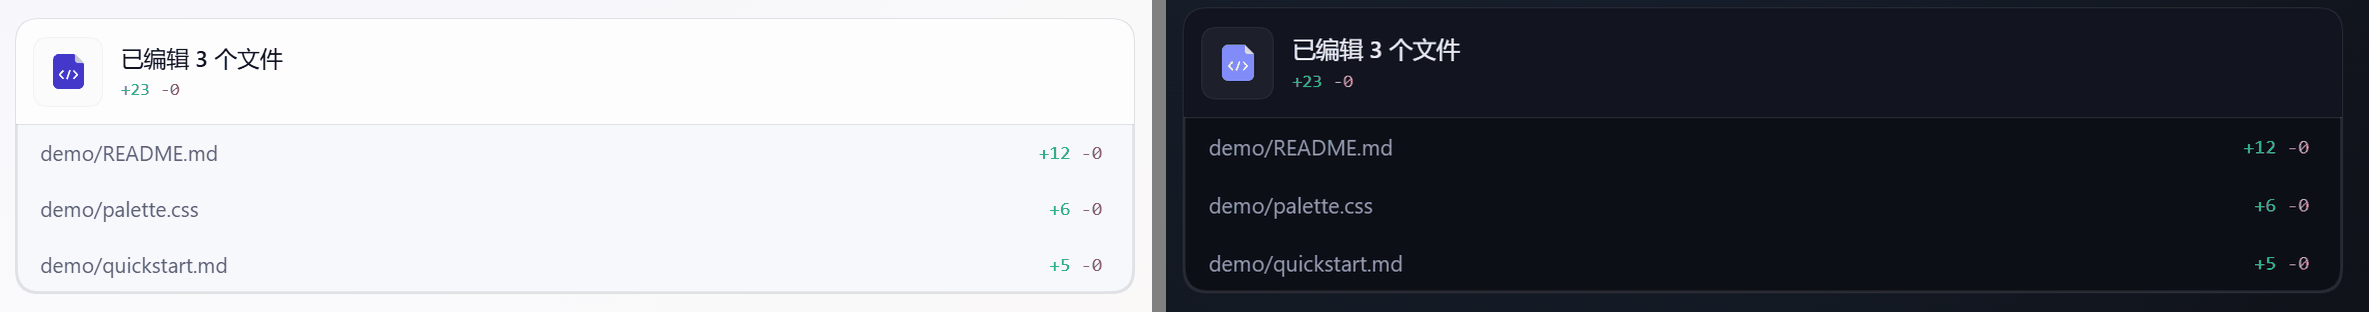 已编辑 3 个文件
+23 -0
demo/README.md +12 -0
demo/palette.css +6 -0
demo/quickstart.md +5 -0
已编辑 3 个文件
+23 -0
demo/README.md +12 -0
demo/palette.css +6 -0
demo/quickstart.md +5 -0